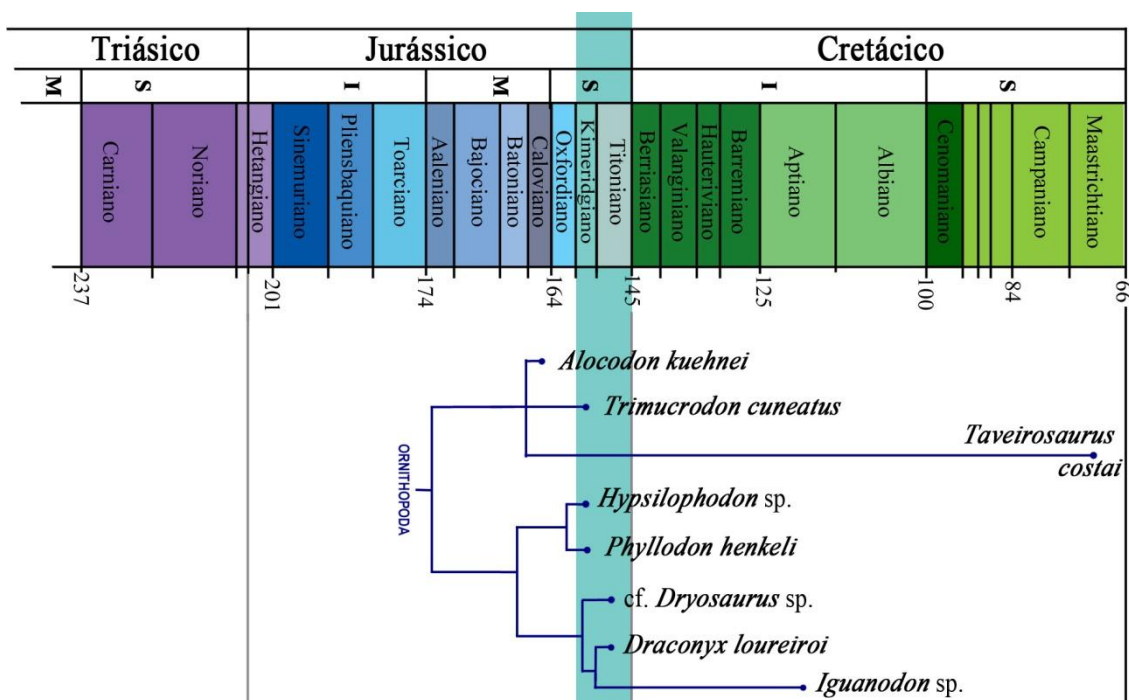 Triásico Jurássico Cretácico
M S I M S I S
Carniano Noriano Hetangiano Sinemuriano Pliensbaquiano Toarciano Aaleniano Bajociano Batoniano Caloviano Oxfordiano Kimeridgiano Titoniano Berriasiano Valanginiano Hauteriviano Barremiano Aptiano Albiano Cenomaniano Campaniano Maastrichtiano
237 201 174 164 145 125 100 84 66
Alocodon kuehnei
Trimucrodon cuneatus
Taveirosaurus
costai
ORNITHOPODA
Hypsilophodon sp.
Phyllodon henkeli
cf. Dryosaurus sp.
Draconyx loureiroi
Iguanodon sp.